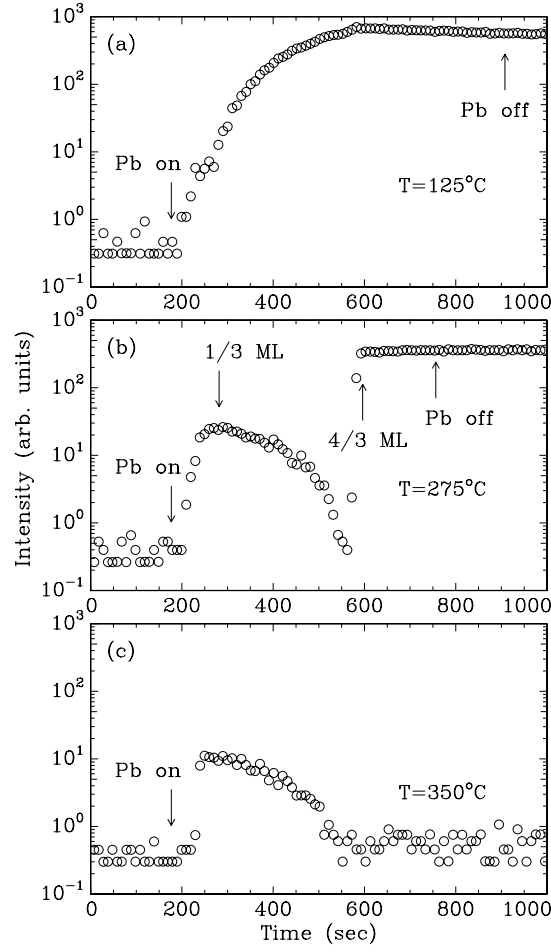 (a)
10³
10²
10¹
10⁰
10⁻¹
Pb on
Pb off
T=125°C
0 200 400 600 800 1000
Intensity (arb. units)
(b)
10³
10²
10¹
10⁰
10⁻¹
1/3 ML
Pb on
4/3 ML
Pb off
T=275°C
0 200 400 600 800 1000
(c)
10³
10²
10¹
10⁰
10⁻¹
Pb on
T=350°C
0 200 400 600 800 1000
Time (sec)